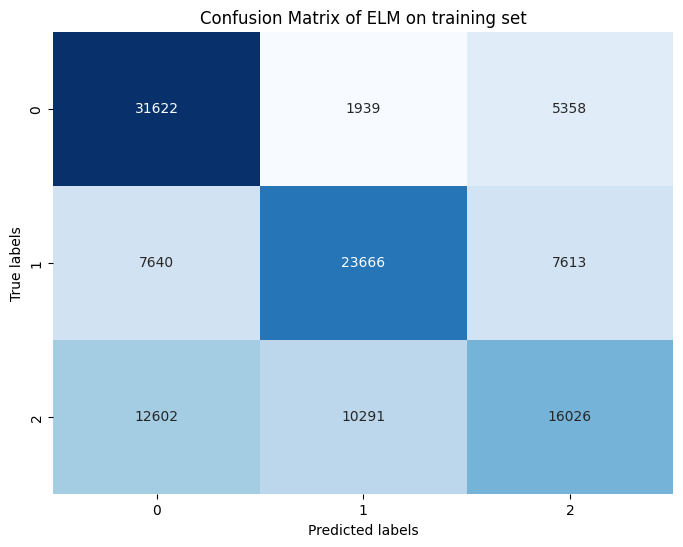 Confusion Matrix of ELM on training set
True labels
0
31622 1939 5358
1
7640 23666 7613
2
12602 10291 16026
0 1 2
Predicted labels